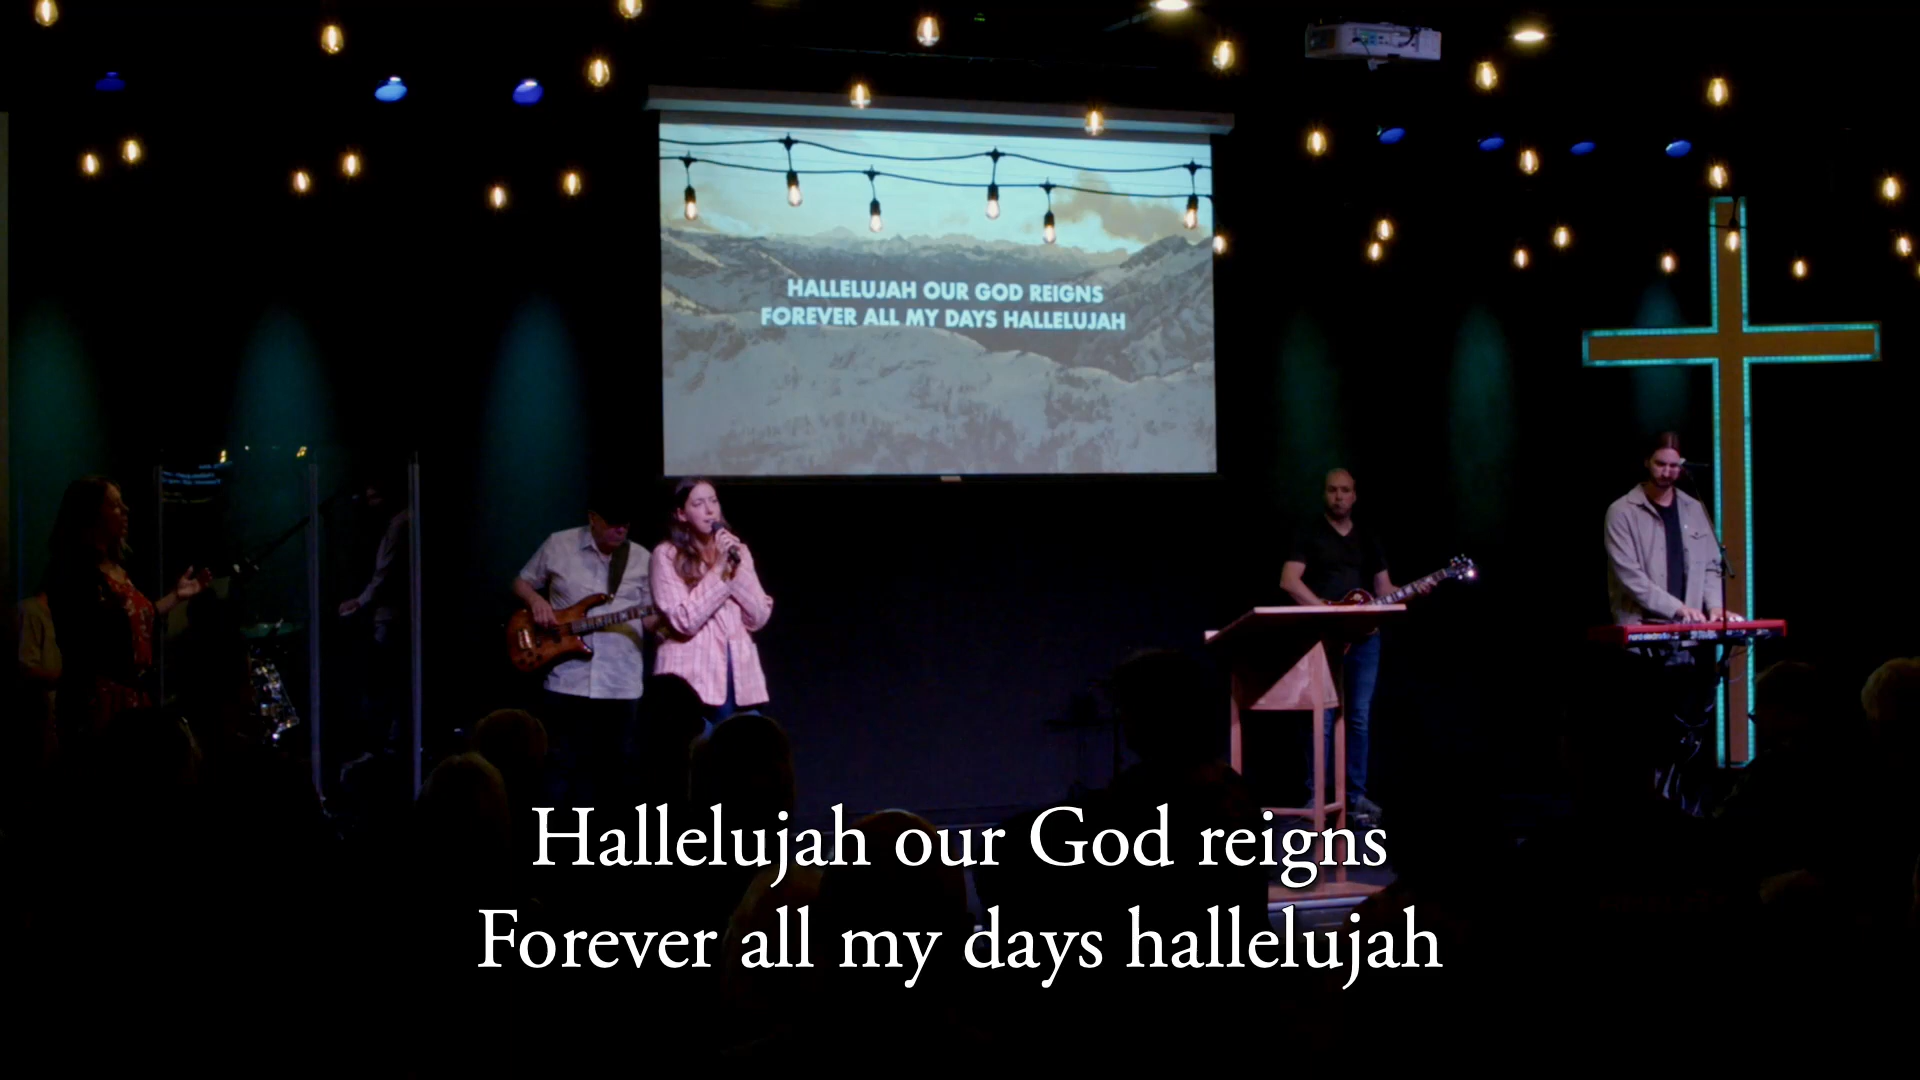 HALLELUJAH OUR GOD REIGNS
FOREVER ALL MY DAYS HALLELUJAH
Hallelujah our God reigns
Forever all my days hallelujah